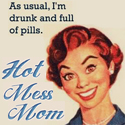 As usual, I'm
drunk and full
of pills.
Hot
Mess
Mom